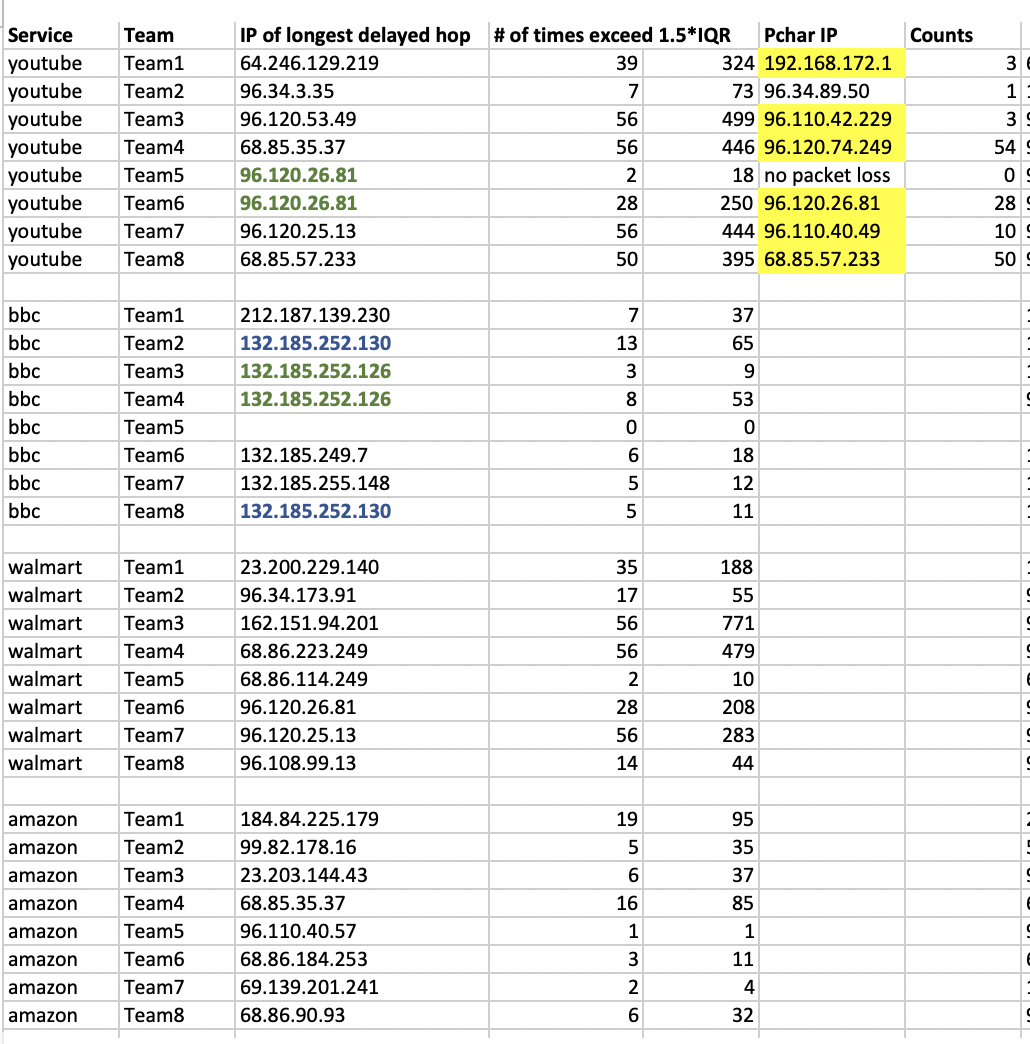 Service Team IP of longest delayed hop # of times exceed 1.5*IQR Pchar IP Counts
youtube Team1 64.246.129.219 39 324 192.168.172.1 3
youtube Team2 96.34.3.35 7 73 96.34.89.50 1
youtube Team3 96.120.53.49 56 499 96.110.42.229 3
youtube Team4 68.85.35.37 56 446 96.120.74.249 54
youtube Team5 96.120.26.81 2 18 no packet loss 0
youtube Team6 96.120.26.81 28 250 96.120.26.81 28
youtube Team7 96.120.25.13 56 444 96.110.40.49 10
youtube Team8 68.85.57.233 50 395 68.85.57.233 50
bbc Team1 212.187.139.230 7 37
bbc Team2 132.185.252.130 13 65
bbc Team3 132.185.252.126 3 9
bbc Team4 132.185.252.126 8 53
bbc Team5 0 0
bbc Team6 132.185.249.7 6 18
bbc Team7 132.185.255.148 5 12
bbc Team8 132.185.252.130 5 11
walmart Team1 23.200.229.140 35 188
walmart Team2 96.34.173.91 17 55
walmart Team3 162.151.94.201 56 771
walmart Team4 68.86.223.249 56 479
walmart Team5 68.86.114.249 2 10
walmart Team6 96.120.26.81 28 208
walmart Team7 96.120.25.13 56 283
walmart Team8 96.108.99.13 14 44
amazon Team1 184.84.225.179 19 95
amazon Team2 99.82.178.16 5 35
amazon Team3 23.203.144.43 6 37
amazon Team4 68.85.35.37 16 85
amazon Team5 96.110.40.57 1 1
amazon Team6 68.86.184.253 3 11
amazon Team7 69.139.201.241 2 4
amazon Team8 68.86.90.93 6 32